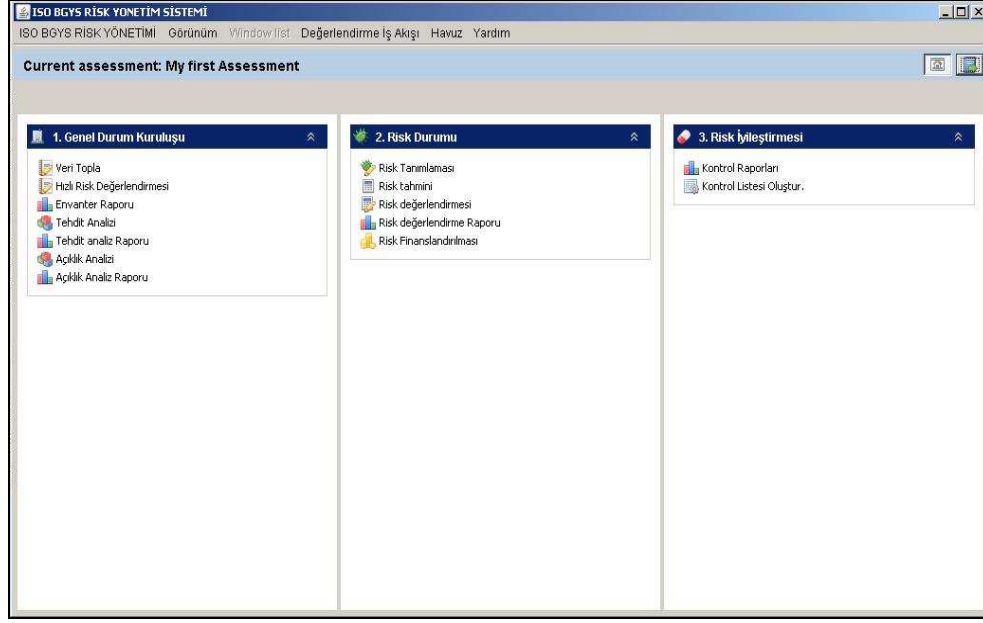 ISO BGYS RİSK YÖNETİM SİSTEMİ
ISO BGYS RİSK YÖNETİMİ Görünüm Window list Değerlendirme İş Akışı Havuz Yardım
Current assessment: My first Assessment
1. Genel Durum Kuruluşu
Veri Topla
Hızlı Risk Değerlendirmesi
Envanter Raporu
Tehdit Analizi
Tehdit analiz Raporu
Açıklık Analizi
Açıklık Analiz Raporu
2. Risk Durumu
Risk Tanımlaması
Risk tahmini
Risk değerlendirmesi
Risk değerlendirme Raporu
Risk Finanslandırılması
3. Risk İyileştirmesi
Kontrol Raporları
Kontrol Listesi Oluştur.